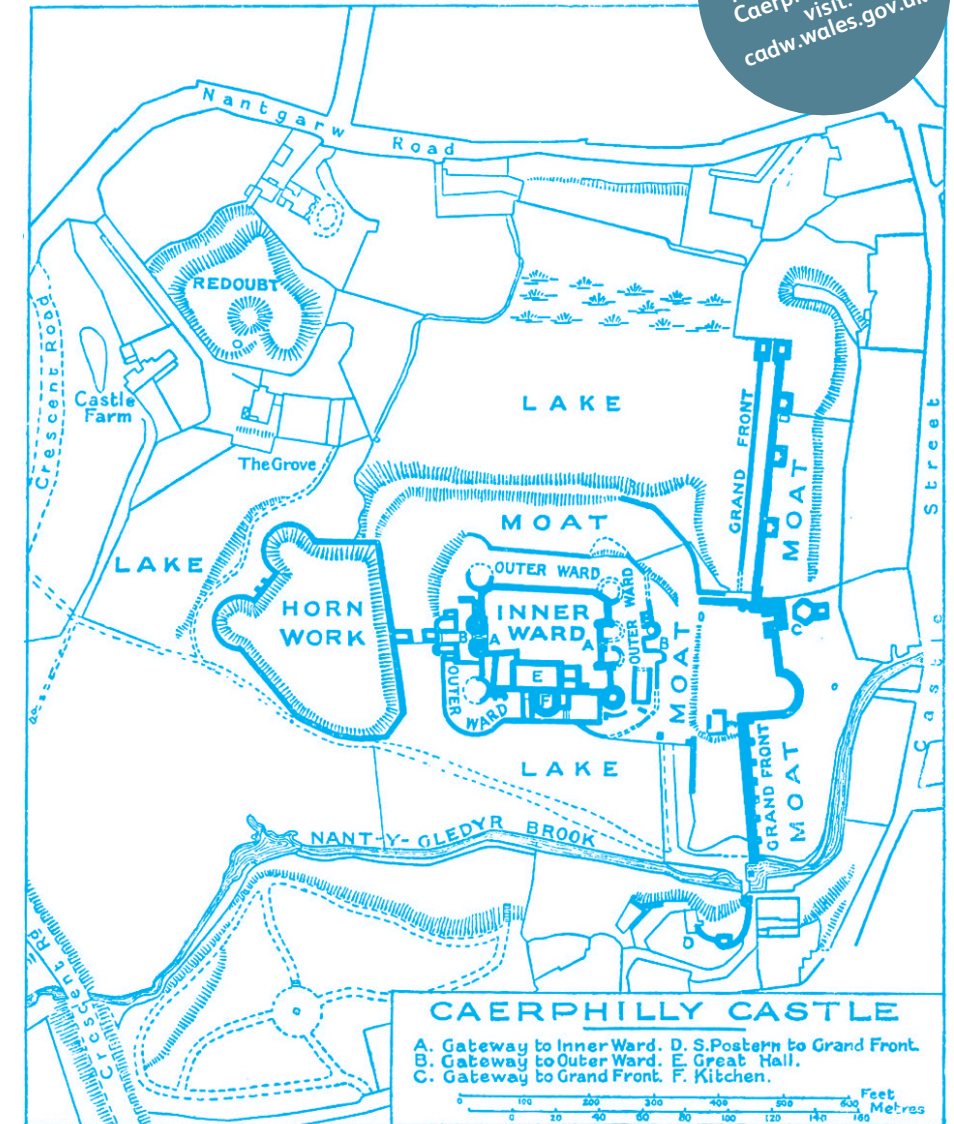 visit:
cadw.wales.gov.uk
Nantgarw Road
REDOUBT
Crescent Road
Castle
Farm
The Grove
LAKE
GRAND FRONT
MOAT
Castle Street
MOAT
LAKE
OUTER WARD
HORN
WORK
INNER
WARD
OUTER WARD
A
A
B
B
C
E
F
OUTER
WARD
MOAT
LAKE
GRAND FRONT
MOAT
NANT-Y-GLEDYR BROOK
D
Rd
Crescent
CAERPHILLY CASTLE
A. Gateway to Inner Ward. D. S.Postern to Grand Front.
B. Gateway to Outer Ward. E. Great Hall.
C. Gateway to Grand Front. F. Kitchen.
0 100 200 300 400 500 600 Feet
0 20 40 60 80 100 120 140 160 Metres